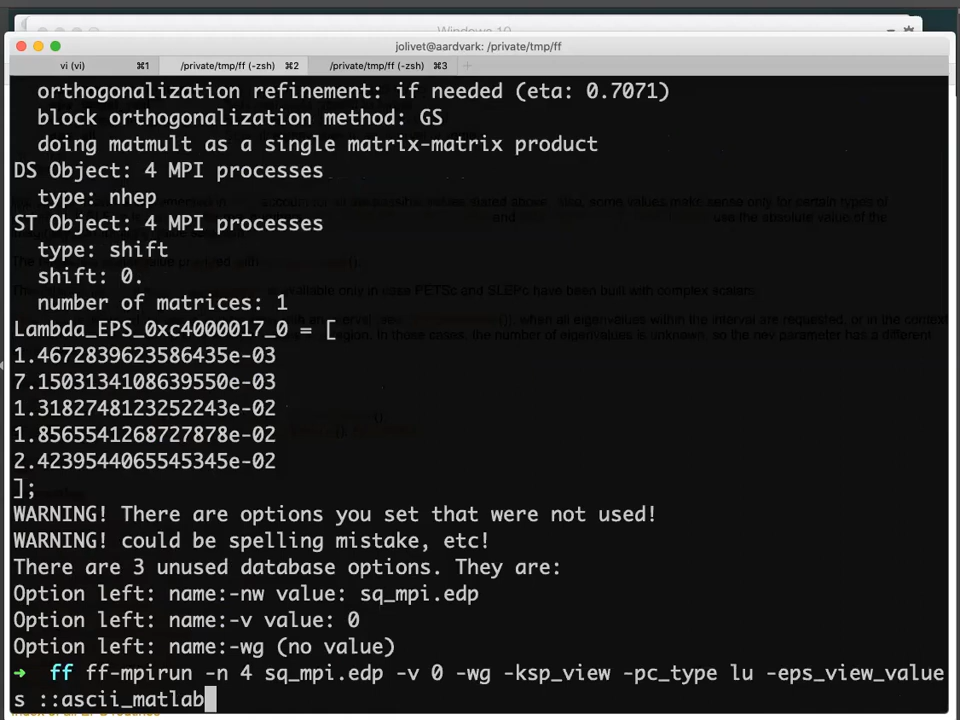 Windows 10
jolivet@aardvark: /private/tmp/ff
vi (vi) ⌘1 /private/tmp/ff (-zsh) ⌘2 /private/tmp/ff (-zsh) ⌘3 +
orthogonalization refinement: if needed (eta: 0.7071)
block orthogonalization method: GS
doing matmult as a single matrix-matrix product
DS Object: 4 MPI processes
type: nhep
ST Object: 4 MPI processes
type: shift
shift: 0.
number of matrices: 1
Lambda_EPS_0xc4000017_0 = [
1.4672839623586435e-03
7.1503134108639550e-03
1.3182748123252243e-02
1.8565541268727878e-02
2.4239544065545345e-02
];
WARNING! There are options you set that were not used!
WARNING! could be spelling mistake, etc!
There are 3 unused database options. They are:
Option left: name:-nw value: sq_mpi.edp
Option left: name:-v value: 0
Option left: name:-wg (no value)
➜ ff ff-mpirun -n 4 sq_mpi.edp -v 0 -wg -ksp_view -pc_type lu -eps_view_value
s ::ascii_matlab